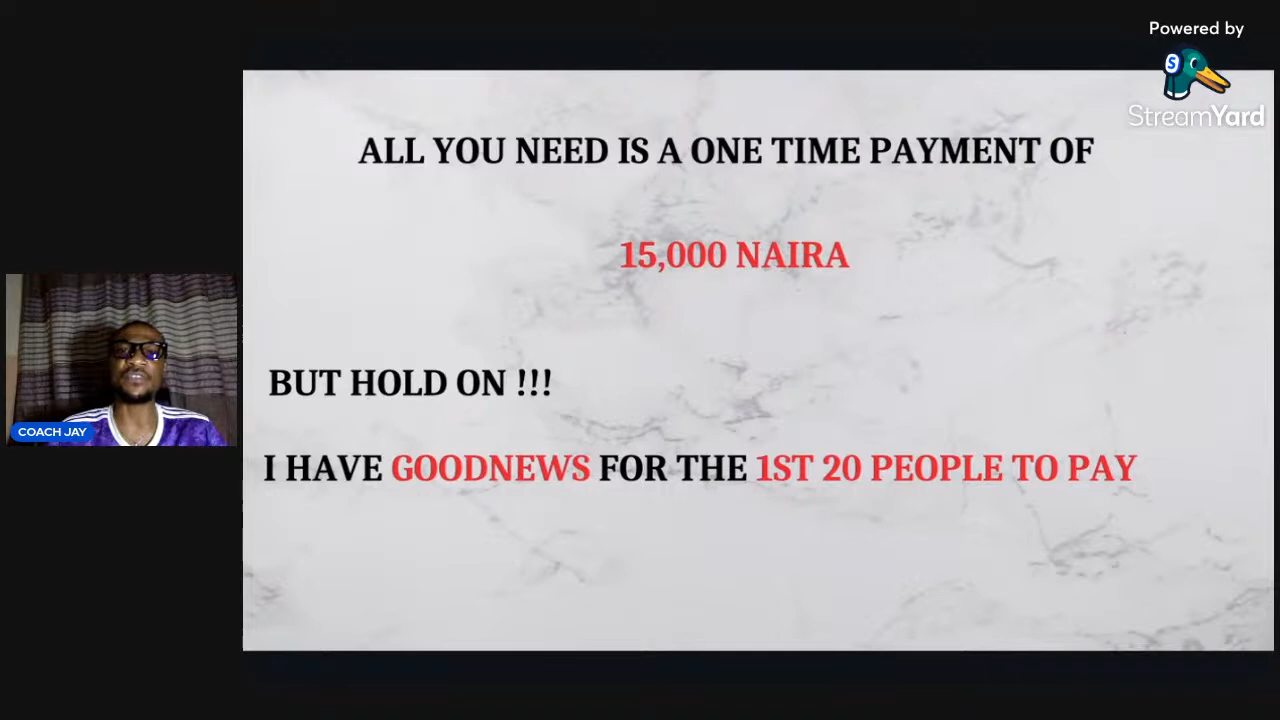 Powered by
S
StreamYard
ALL YOU NEED IS A ONE TIME PAYMENT OF
15,000 NAIRA
BUT HOLD ON !!!
I HAVE GOODNEWS FOR THE 1ST 20 PEOPLE TO PAY
COACH JAY